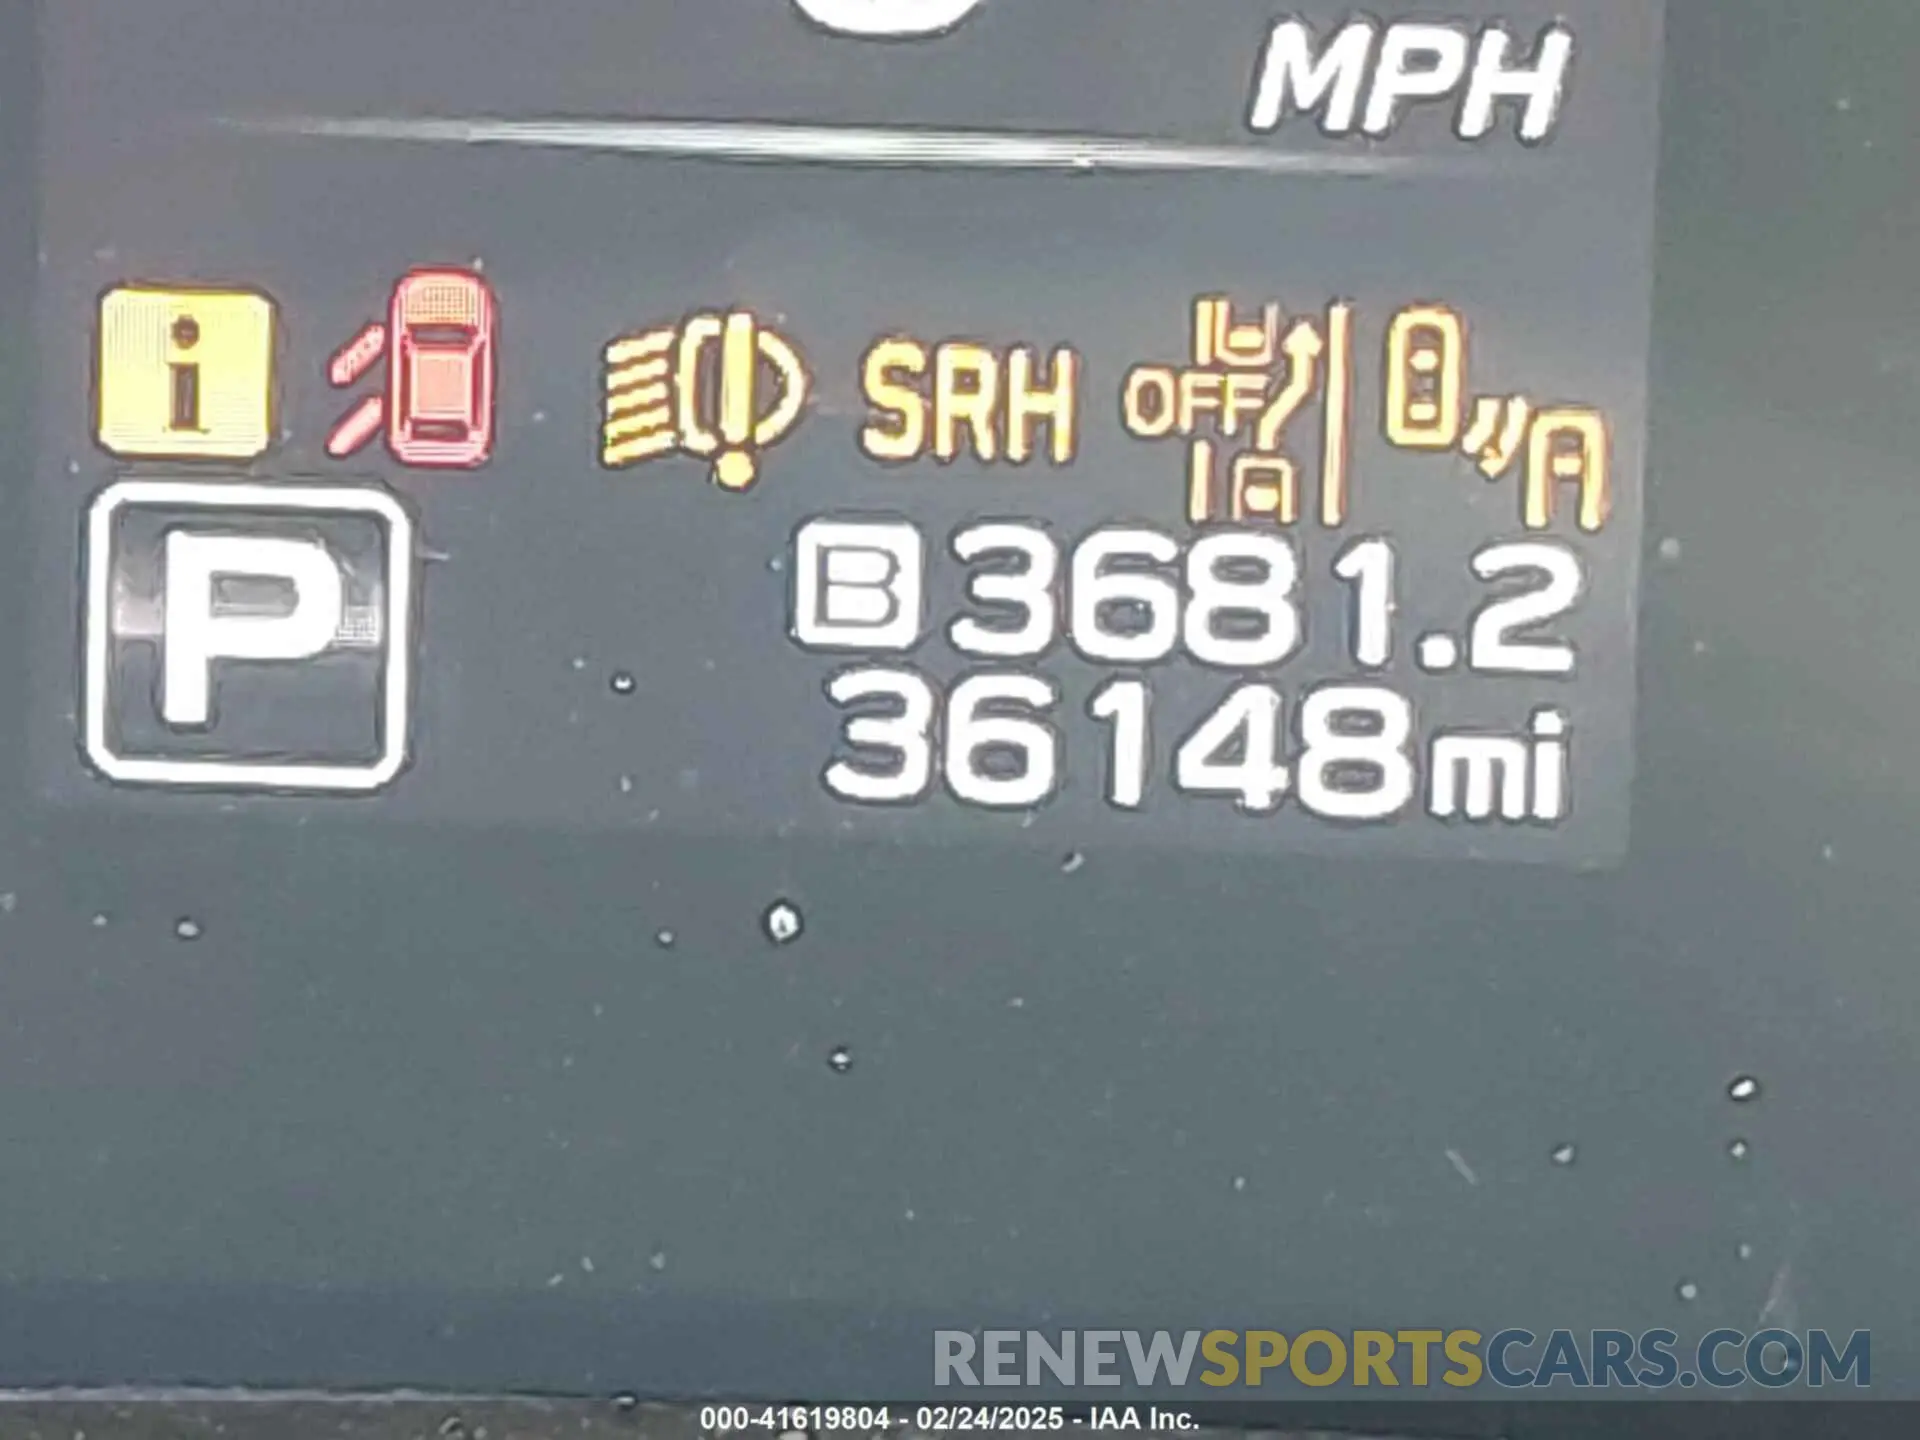 MPH
i SRH OFF
P
B 3681.2
36148mi
RENEWSPORTSCARS.COM
000-41619804 - 02/24/2025 - IAA Inc.